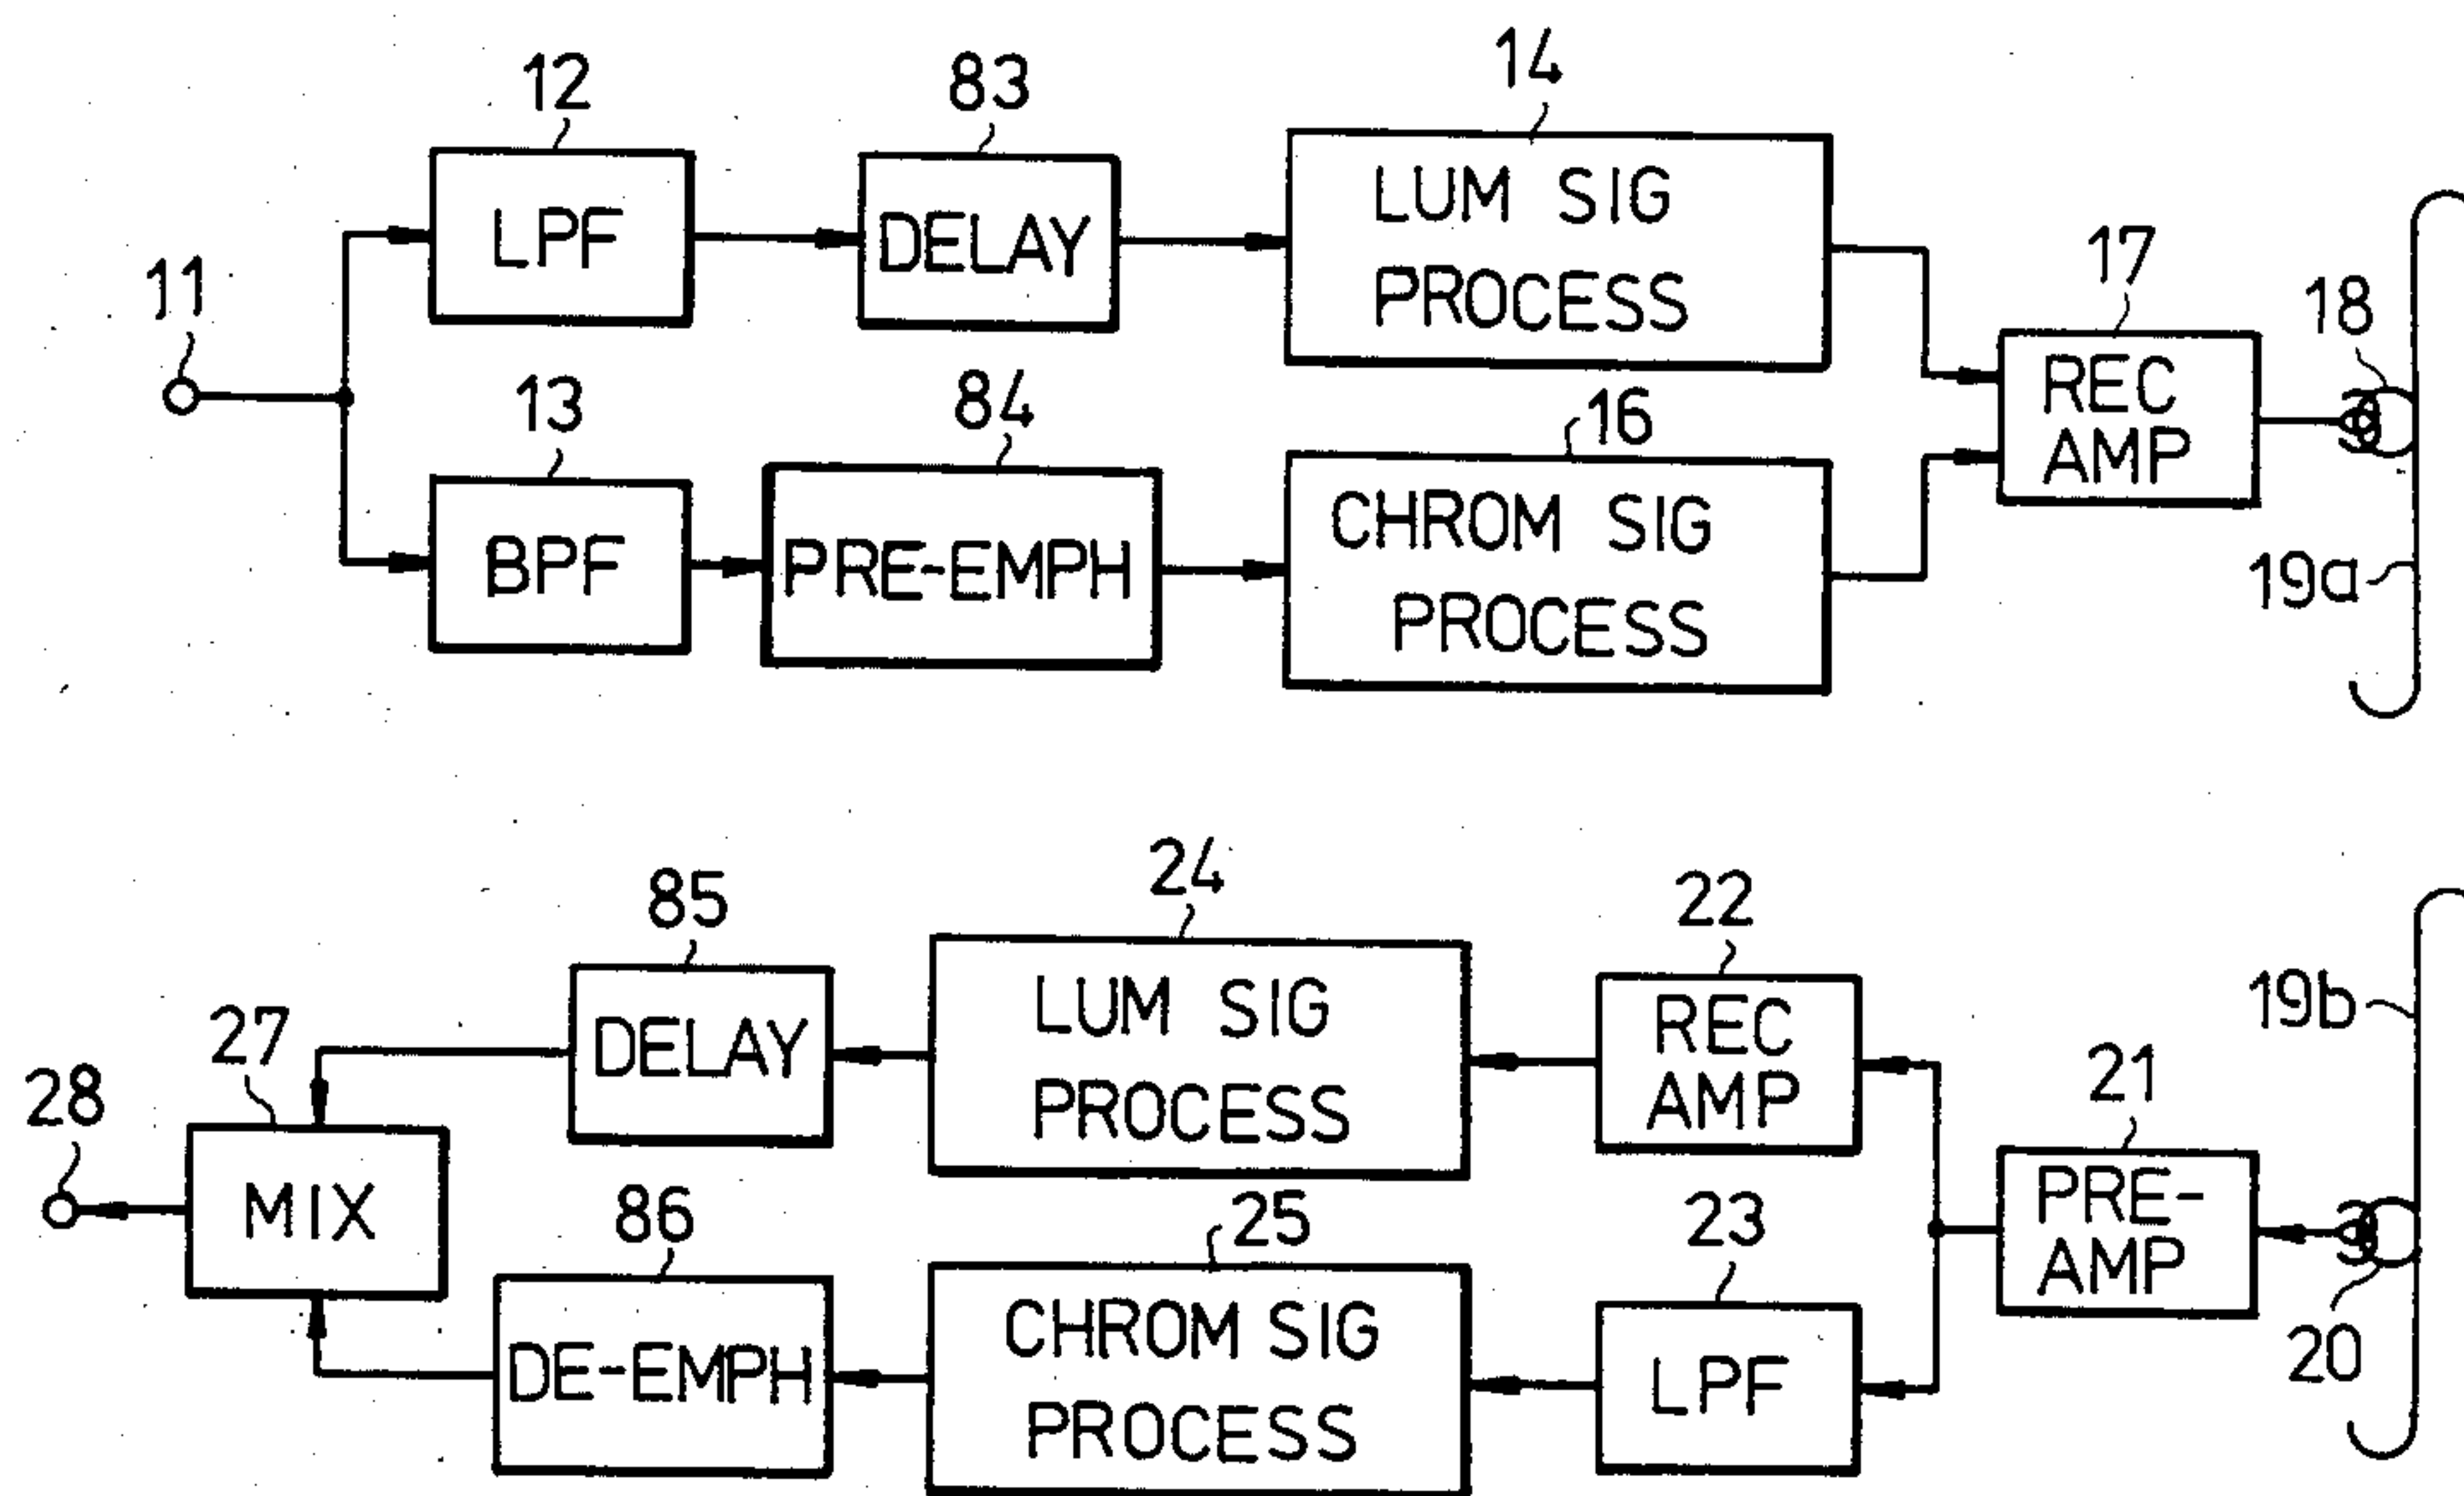 12
83
14
LPF
DELAY
LUM SIG
PROCESS
11
17
18
13
84
16
REC
AMP
BPF
PRE-EMPH
CHROM SIG
PROCESS
19a
85
24
22
19b
DELAY
LUM SIG
PROCESS
REC
AMP
27
21
28
MIX
86
25
23
PRE-
AMP
DE-EMPH
CHROM SIG
PROCESS
LPF
20